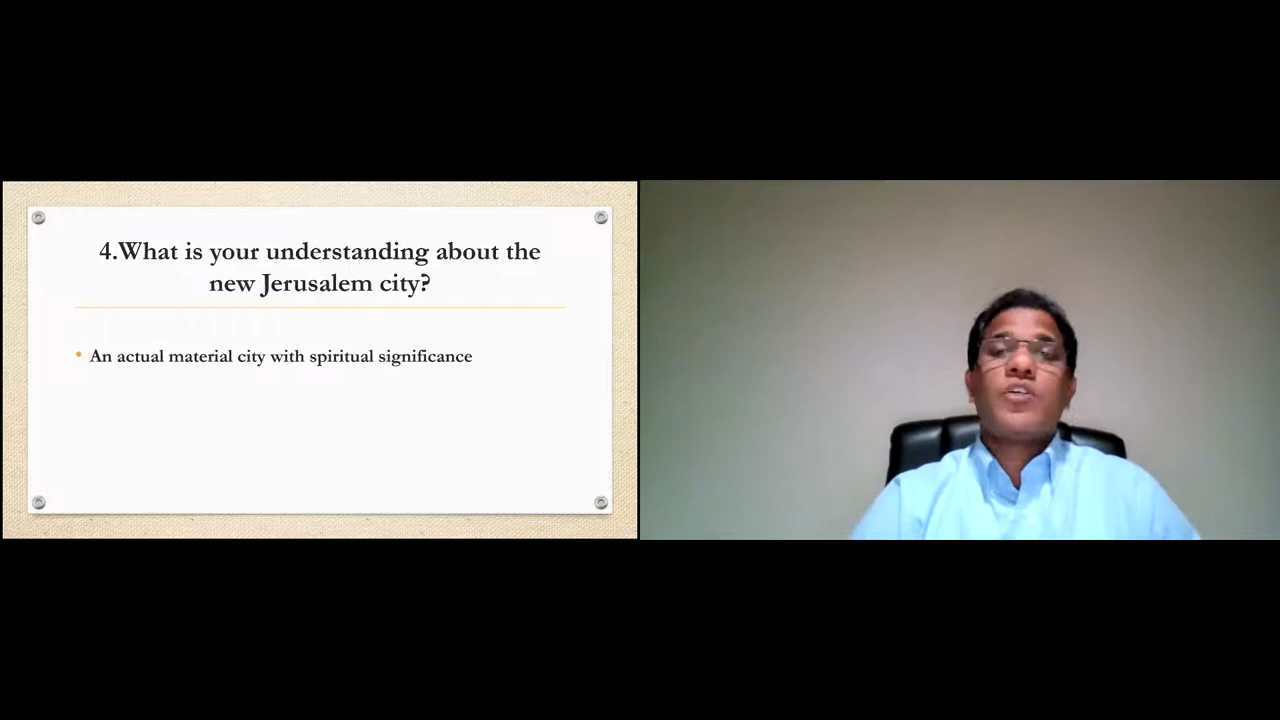 4.What is your understanding about the
new Jerusalem city?
• An actual material city with spiritual significance